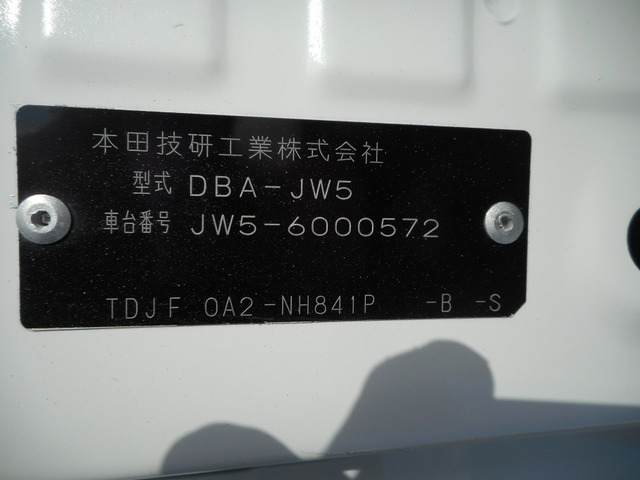 本田技研工業株式会社
型式 DBA-JW5
車台番号 JW5-6000572
TDJF 0A2-NH841P -B -S